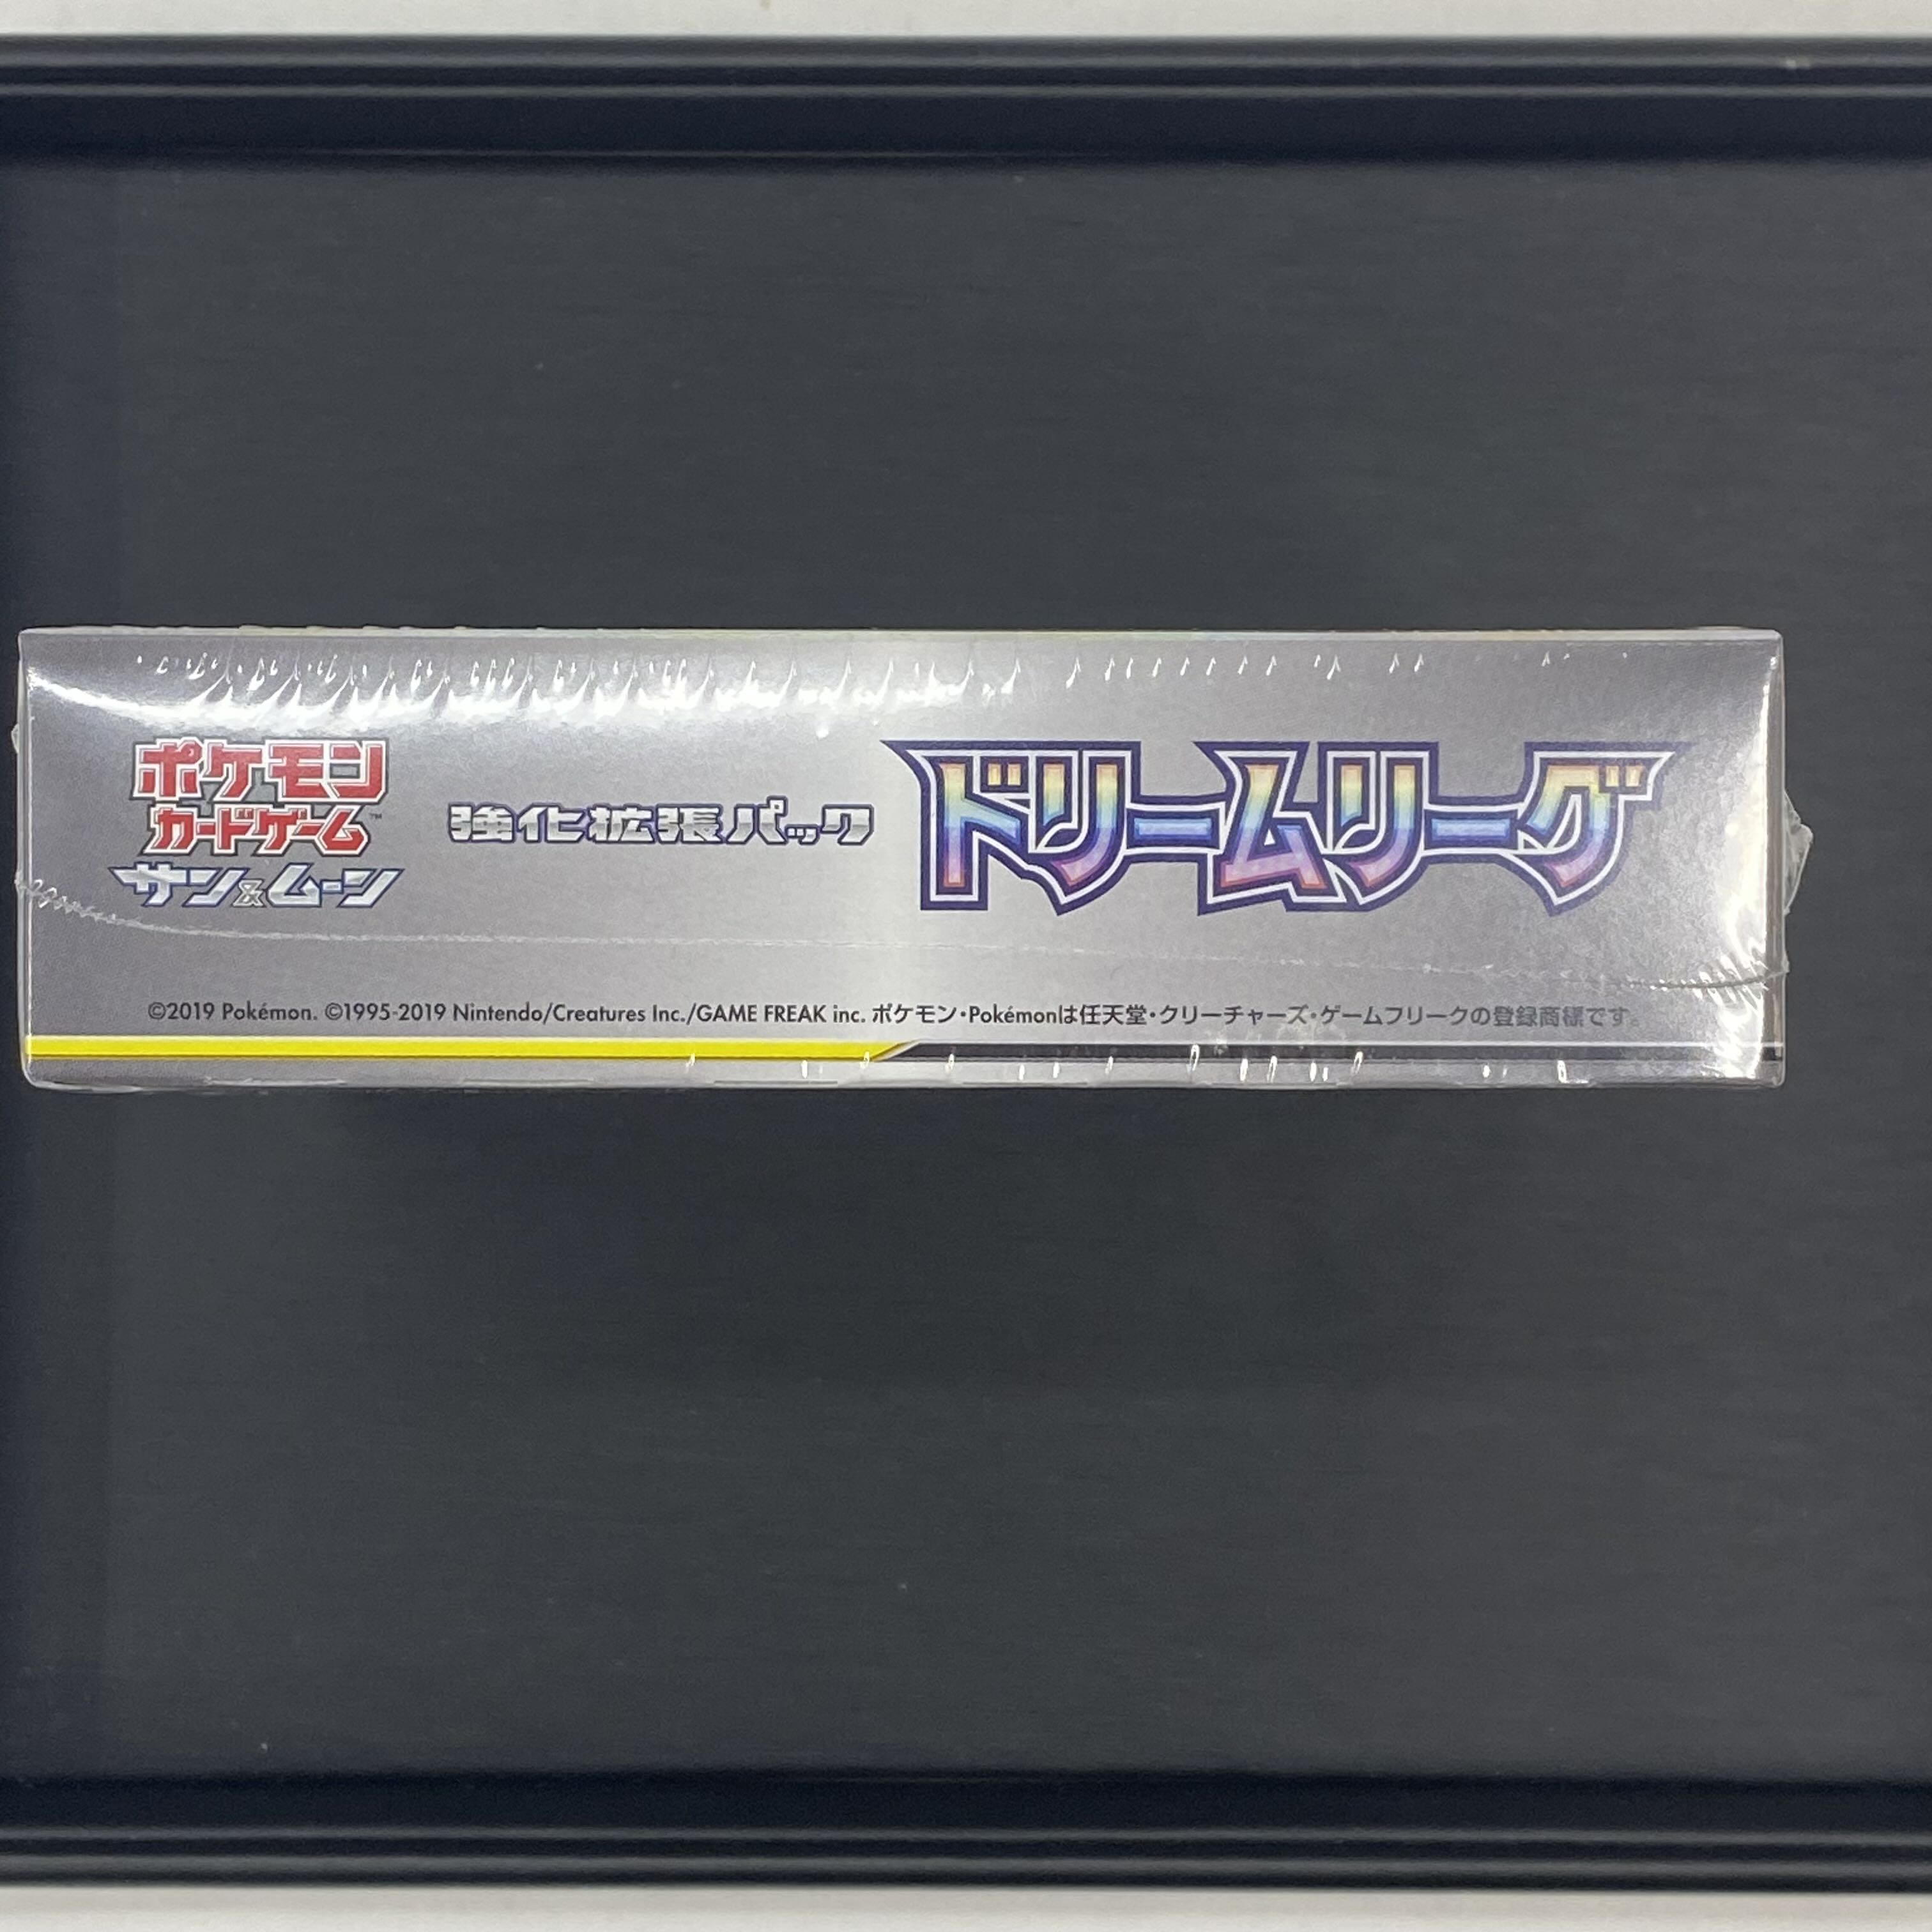 ポケモン
カードゲーム™
サン&ムーン
強化拡張パック
ドリームリーグ
©2019 Pokémon. ©1995-2019 Nintendo/Creatures Inc./GAME FREAK inc. ポケモン・Pokémonは任天堂・クリーチャーズ・ゲームフリークの登録商標です。